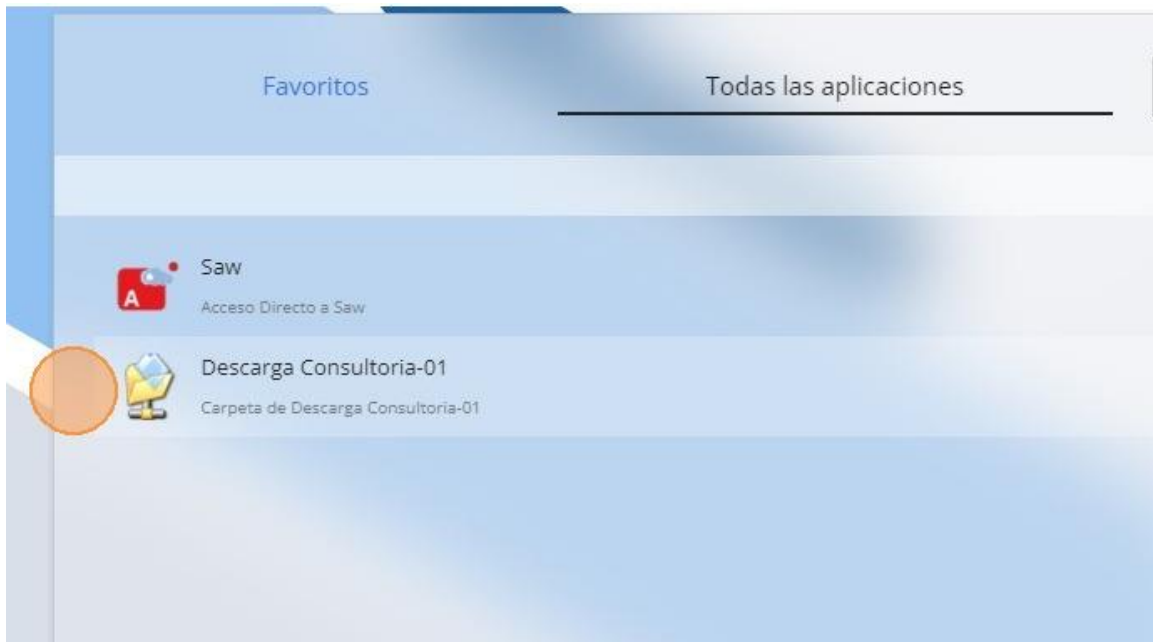 Favoritos
Todas las aplicaciones
A
Saw
Acceso Directo a Saw
Descarga Consultoria-01
Carpeta de Descarga Consultoria-01